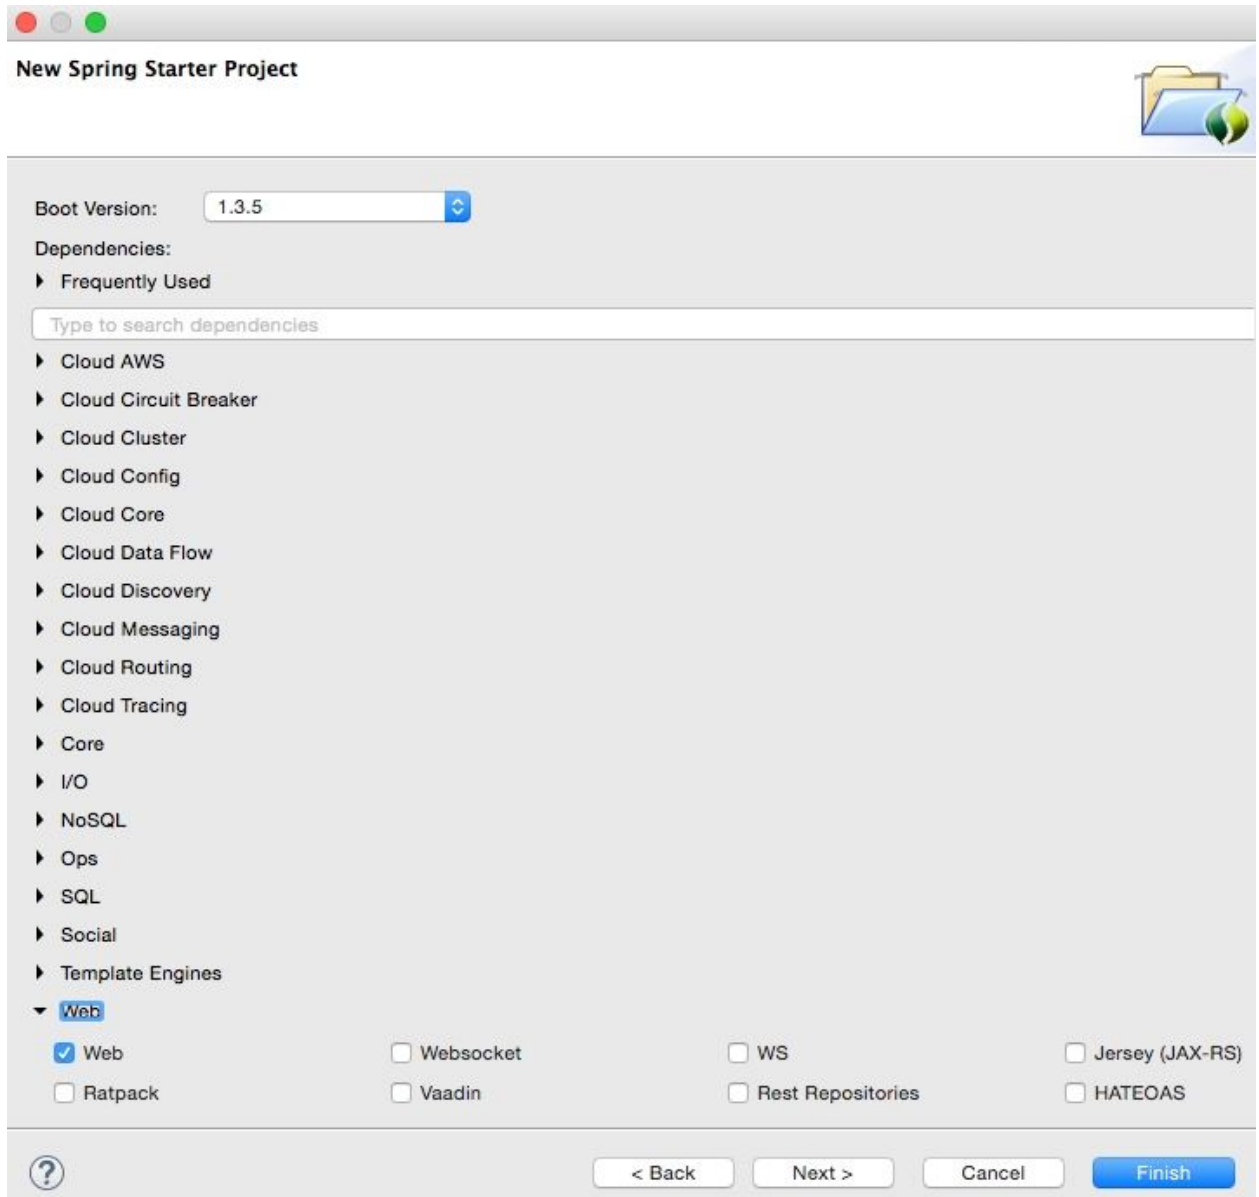 New Spring Starter Project
Boot Version: 1.3.5
Dependencies:
Frequently Used
Type to search dependencies
Cloud AWS
Cloud Circuit Breaker
Cloud Cluster
Cloud Config
Cloud Core
Cloud Data Flow
Cloud Discovery
Cloud Messaging
Cloud Routing
Cloud Tracing
Core
I/O
NoSQL
Ops
SQL
Social
Template Engines
Web
Web Websocket WS Jersey (JAX-RS)
Ratpack Vaadin Rest Repositories HATEOAS
? < Back Next > Cancel Finish